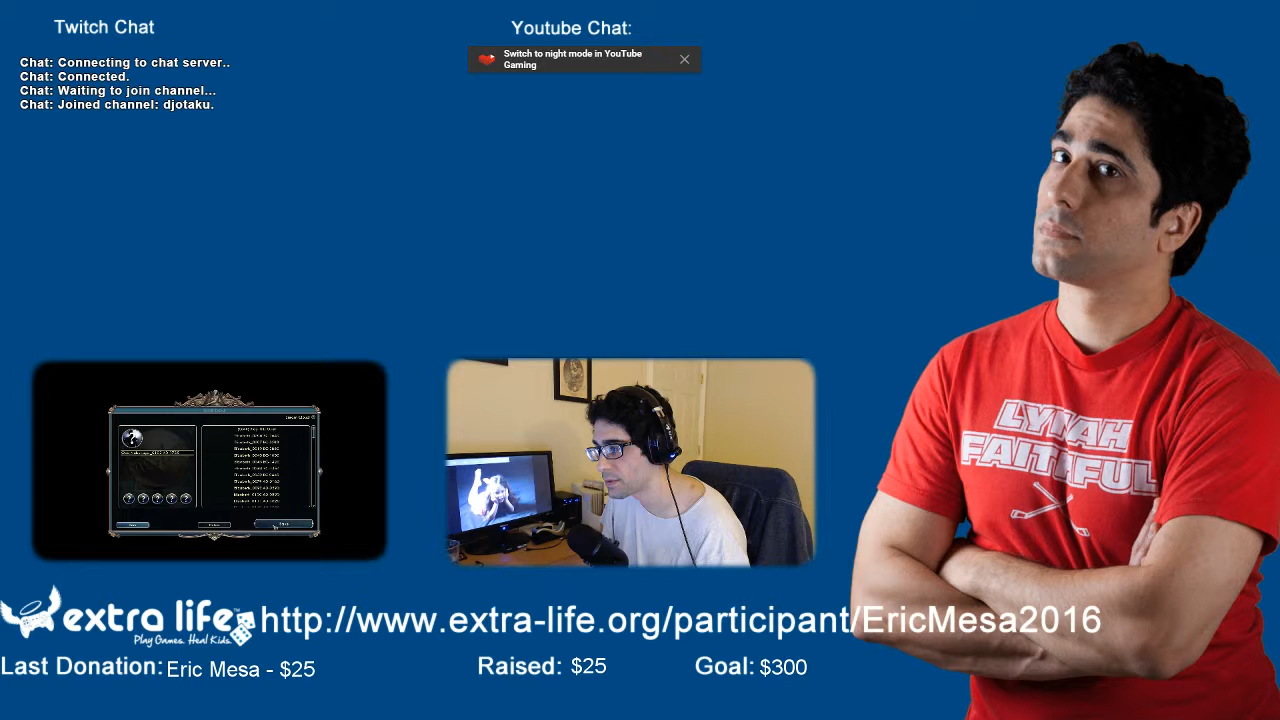 Twitch Chat
Youtube Chat:
Chat: Connecting to chat server..
Chat: Connected.
Chat: Waiting to join channel...
Chat: Joined channel: djotaku.
Switch to night mode in YouTube
Gaming
LYNAH
FAITHFUL
extra life
Play Games. Heal Kids.
http://www.extra-life.org/participant/EricMesa2016
Last Donation: Eric Mesa - $25
Raised: $25
Goal: $300